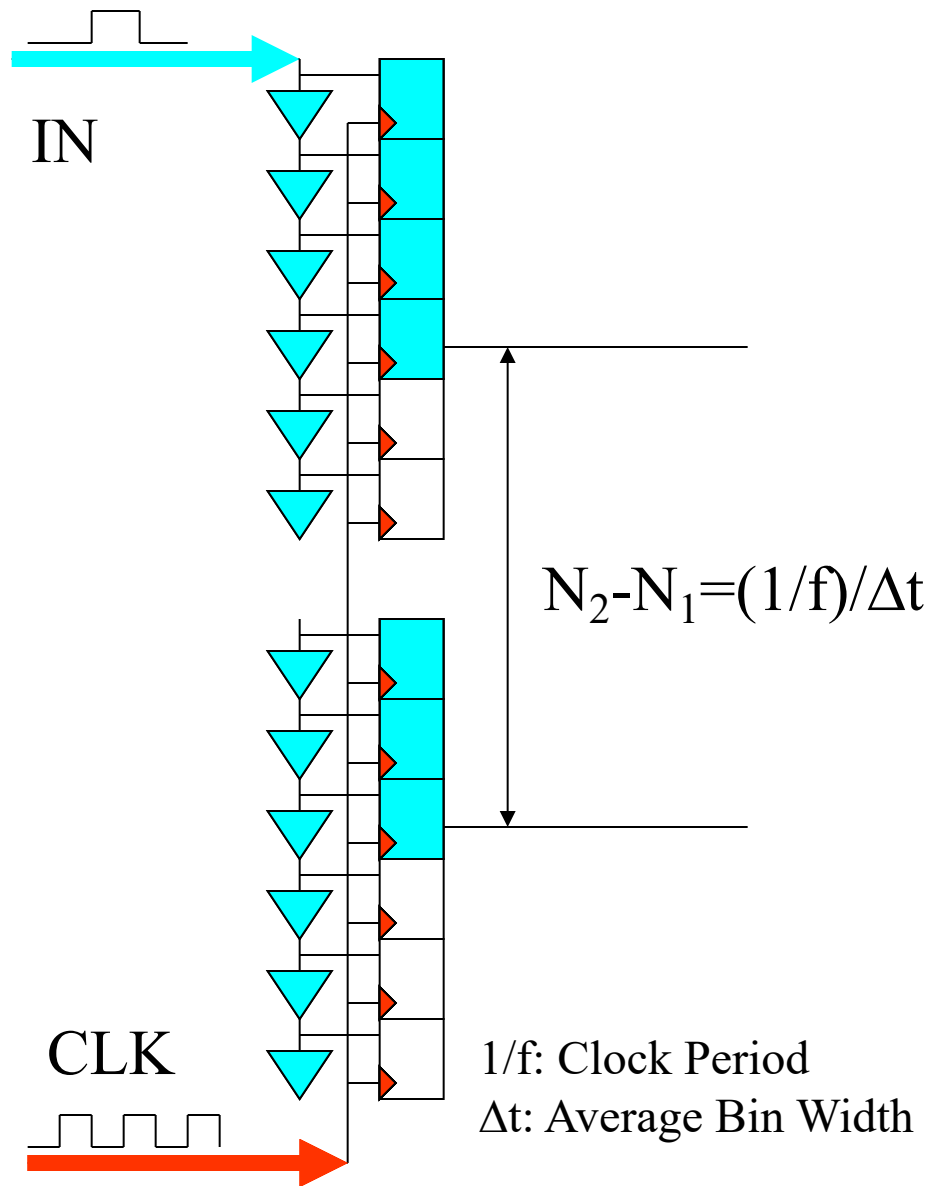 IN
N₂-N₁=(1/f)/Δt
CLK
1/f: Clock Period
Δt: Average Bin Width